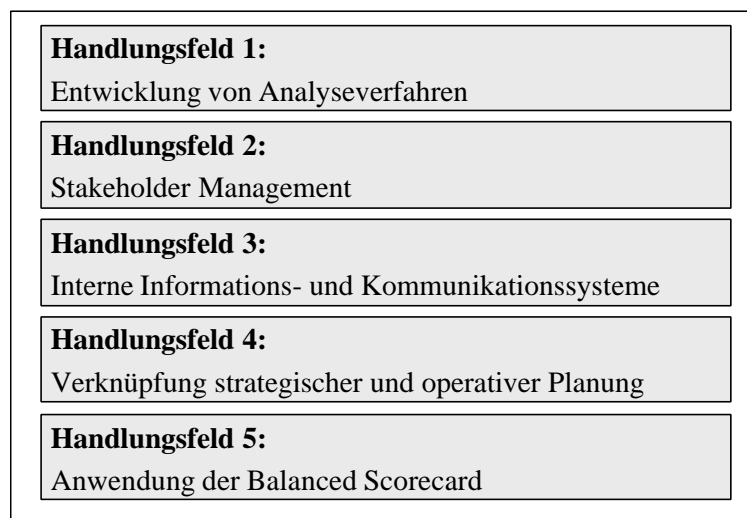 Handlungsfeld 1:
Entwicklung von Analyseverfahren
Handlungsfeld 2:
Stakeholder Management
Handlungsfeld 3:
Interne Informations- und Kommunikationssysteme
Handlungsfeld 4:
Verknüpfung strategischer und operativer Planung
Handlungsfeld 5:
Anwendung der Balanced Scorecard